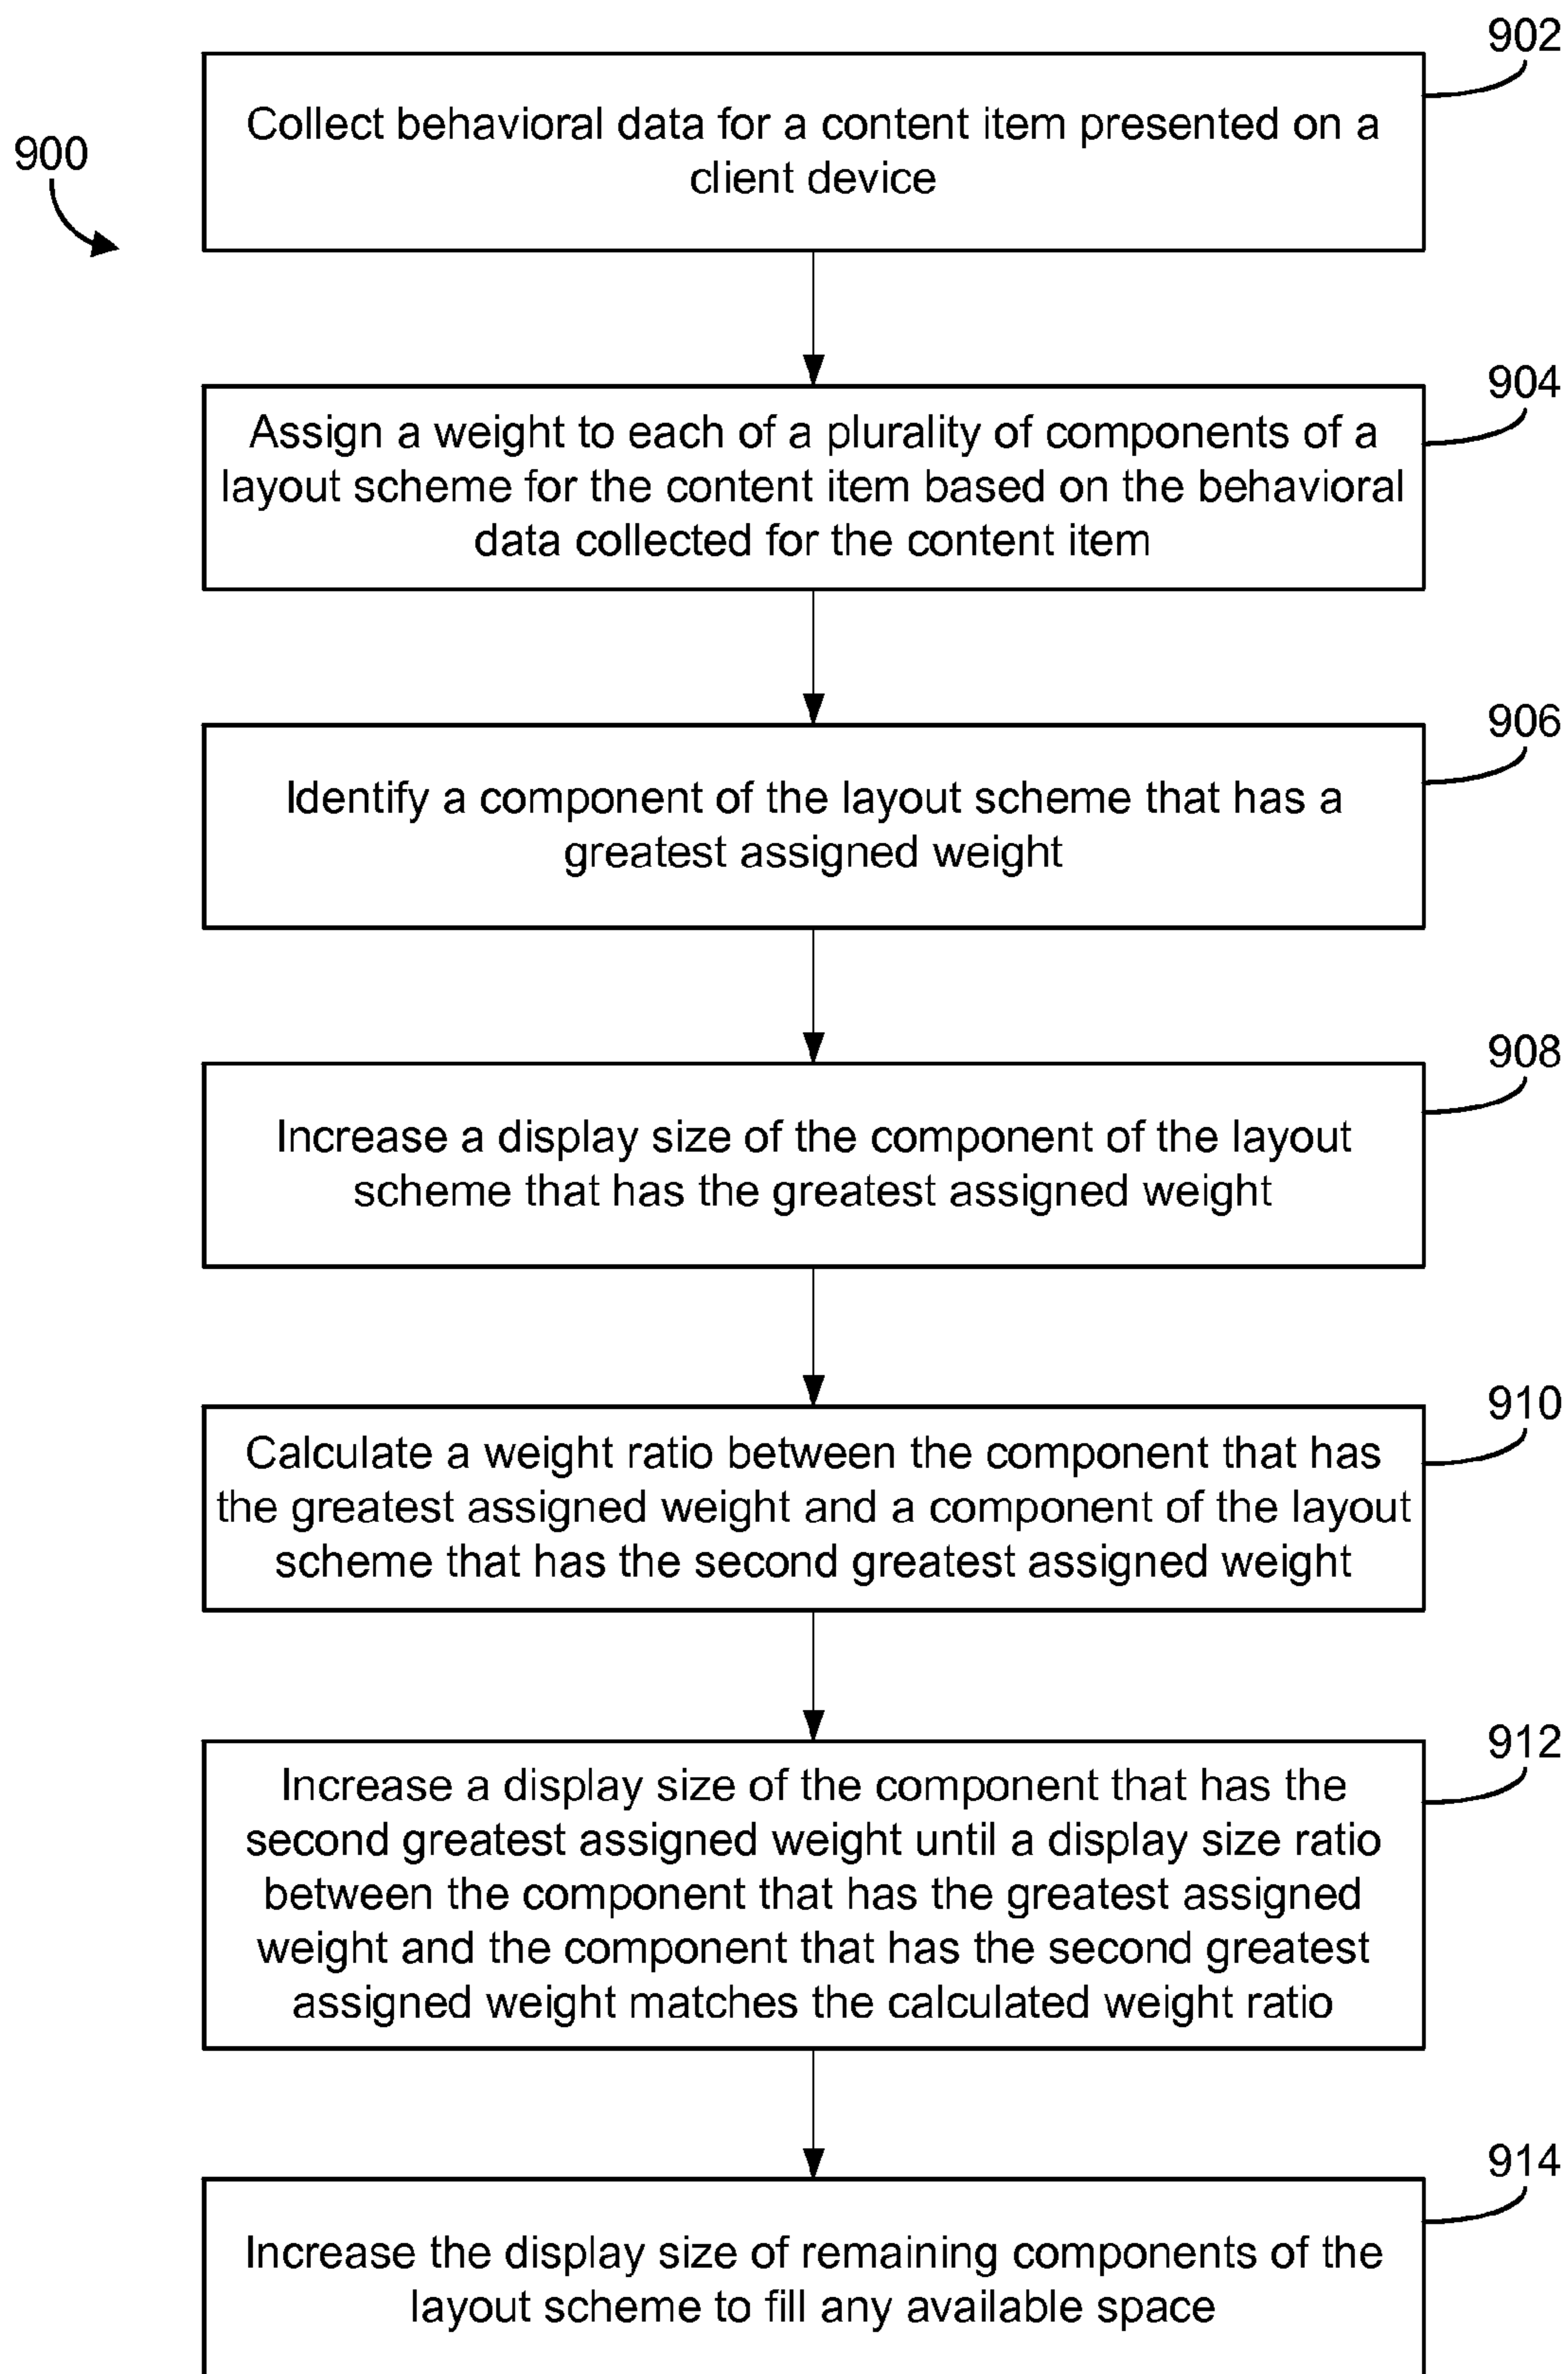 902
Collect behavioral data for a content item presented on a
client device
900
904
Assign a weight to each of a plurality of components of a
layout scheme for the content item based on the behavioral
data collected for the content item
906
Identify a component of the layout scheme that has a
greatest assigned weight
908
Increase a display size of the component of the layout
scheme that has the greatest assigned weight
910
Calculate a weight ratio between the component that has
the greatest assigned weight and a component of the layout
scheme that has the second greatest assigned weight
912
Increase a display size of the component that has the
second greatest assigned weight until a display size ratio
between the component that has the greatest assigned
weight and the component that has the second greatest
assigned weight matches the calculated weight ratio
914
Increase the display size of remaining components of the
layout scheme to fill any available space